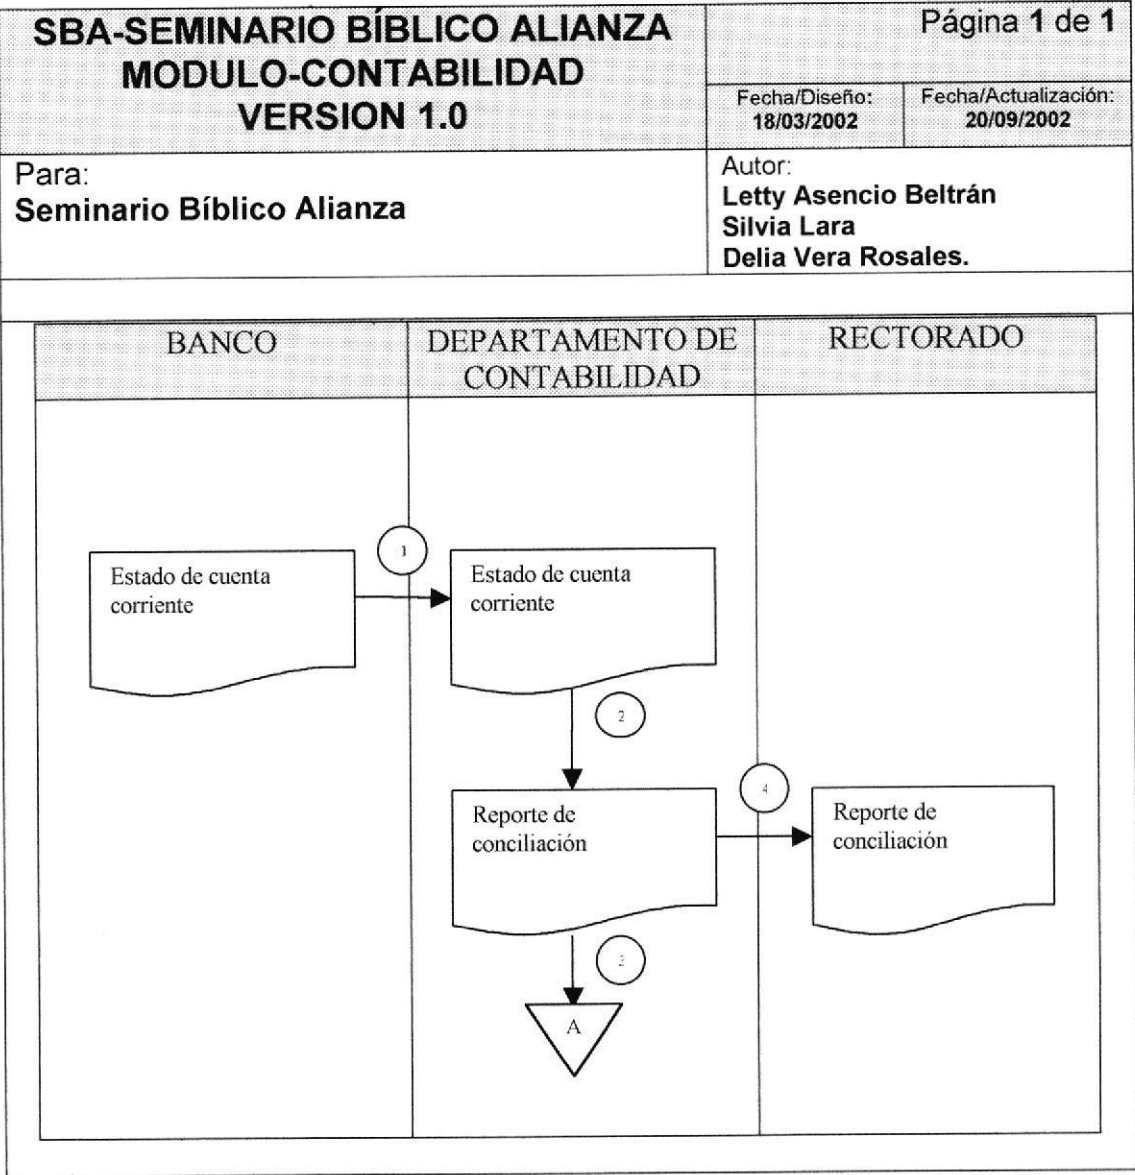 SBA-SEMINARIO BÍBLICO ALIANZA
MODULO-CONTABILIDAD
VERSION 1.0
Página 1 de 1
Fecha/Diseño:
18/03/2002
Fecha/Actualización:
20/09/2002
Para:
Seminario Bíblico Alianza
Autor:
Letty Asencio Beltrán
Silvia Lara
Delia Vera Rosales.
BANCO
DEPARTAMENTO DE
CONTABILIDAD
RECTORADO
1
Estado de cuenta
corriente
Estado de cuenta
corriente
2
4
Reporte de
conciliación
Reporte de
conciliación
3
A